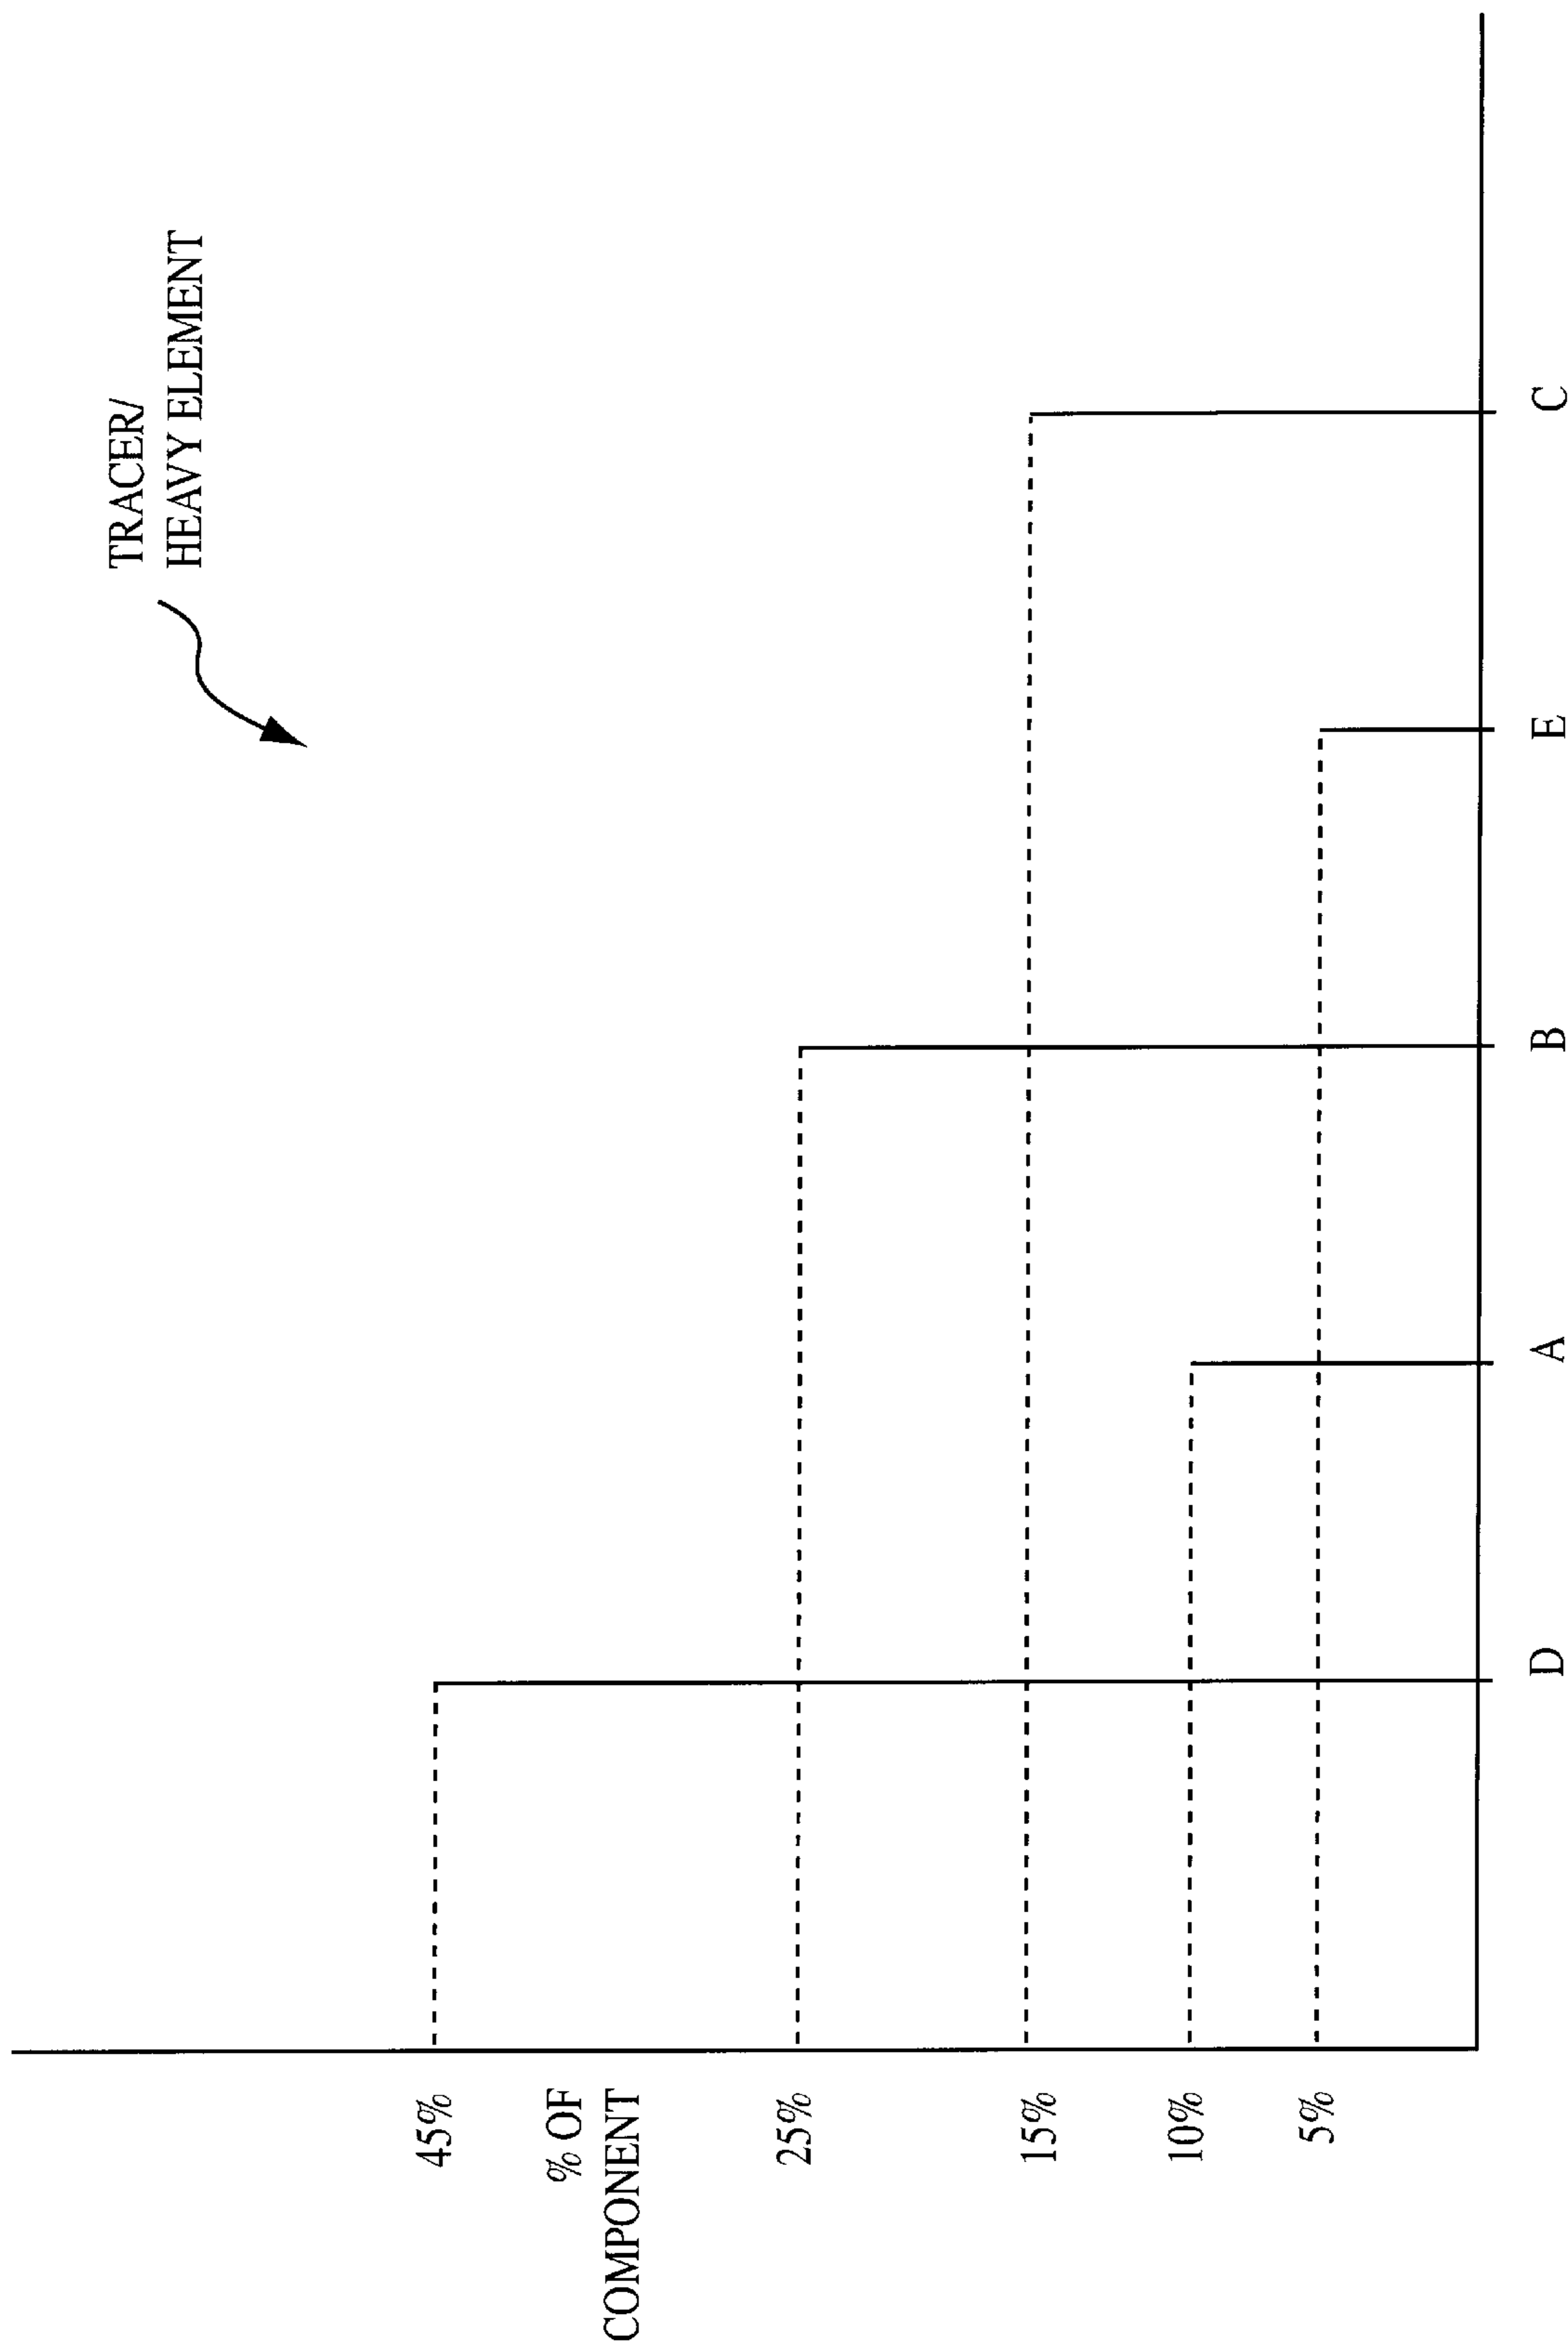 TRACER/
HEAVY ELEMENT
45%
% OF
COMPONENT
25%
15%
10%
5%
D
A
B
E
C